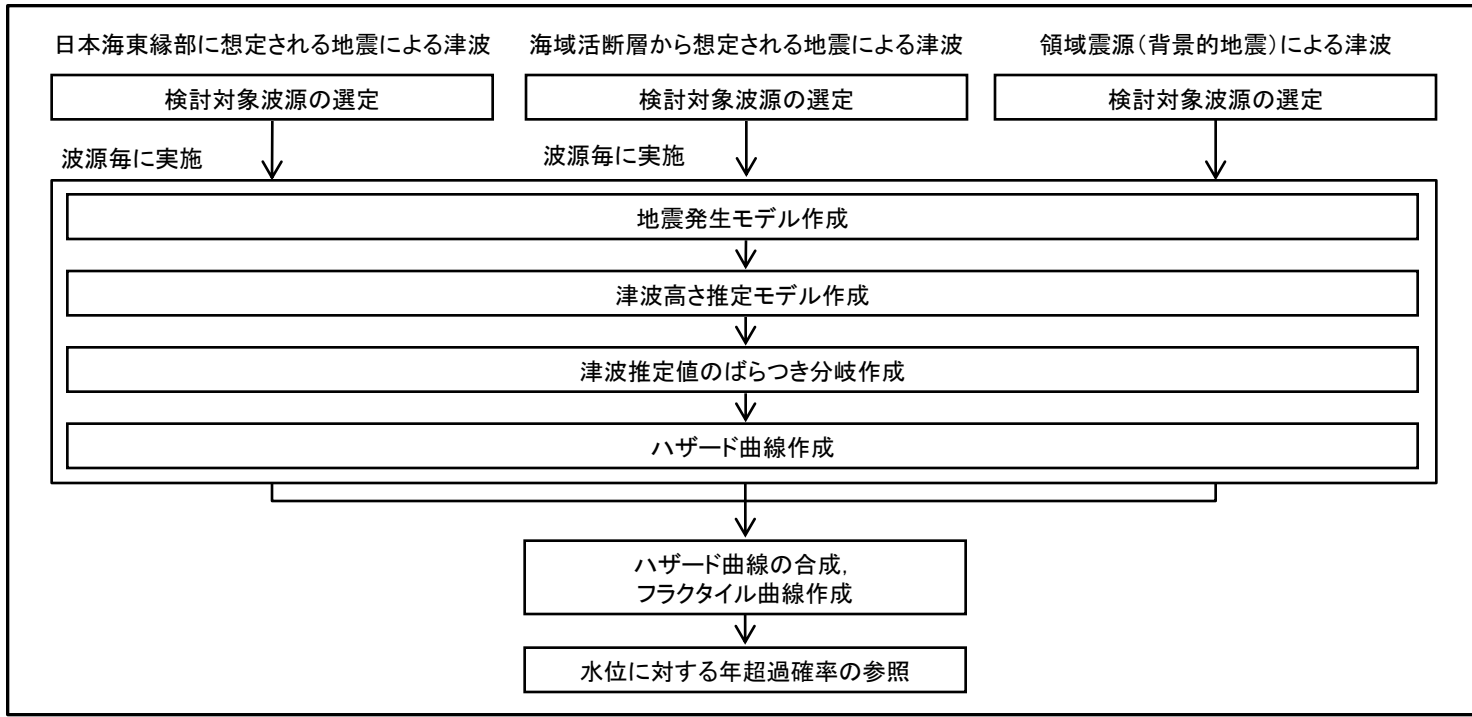 日本海東縁部に想定される地震による津波
海域活断層から想定される地震による津波
領域震源(背景的地震)による津波
検討対象波源の選定
検討対象波源の選定
検討対象波源の選定
波源毎に実施
波源毎に実施
地震発生モデル作成
津波高さ推定モデル作成
津波推定値のばらつき分岐作成
ハザード曲線作成
ハザード曲線の合成,
フラクタイル曲線作成
水位に対する年超過確率の参照